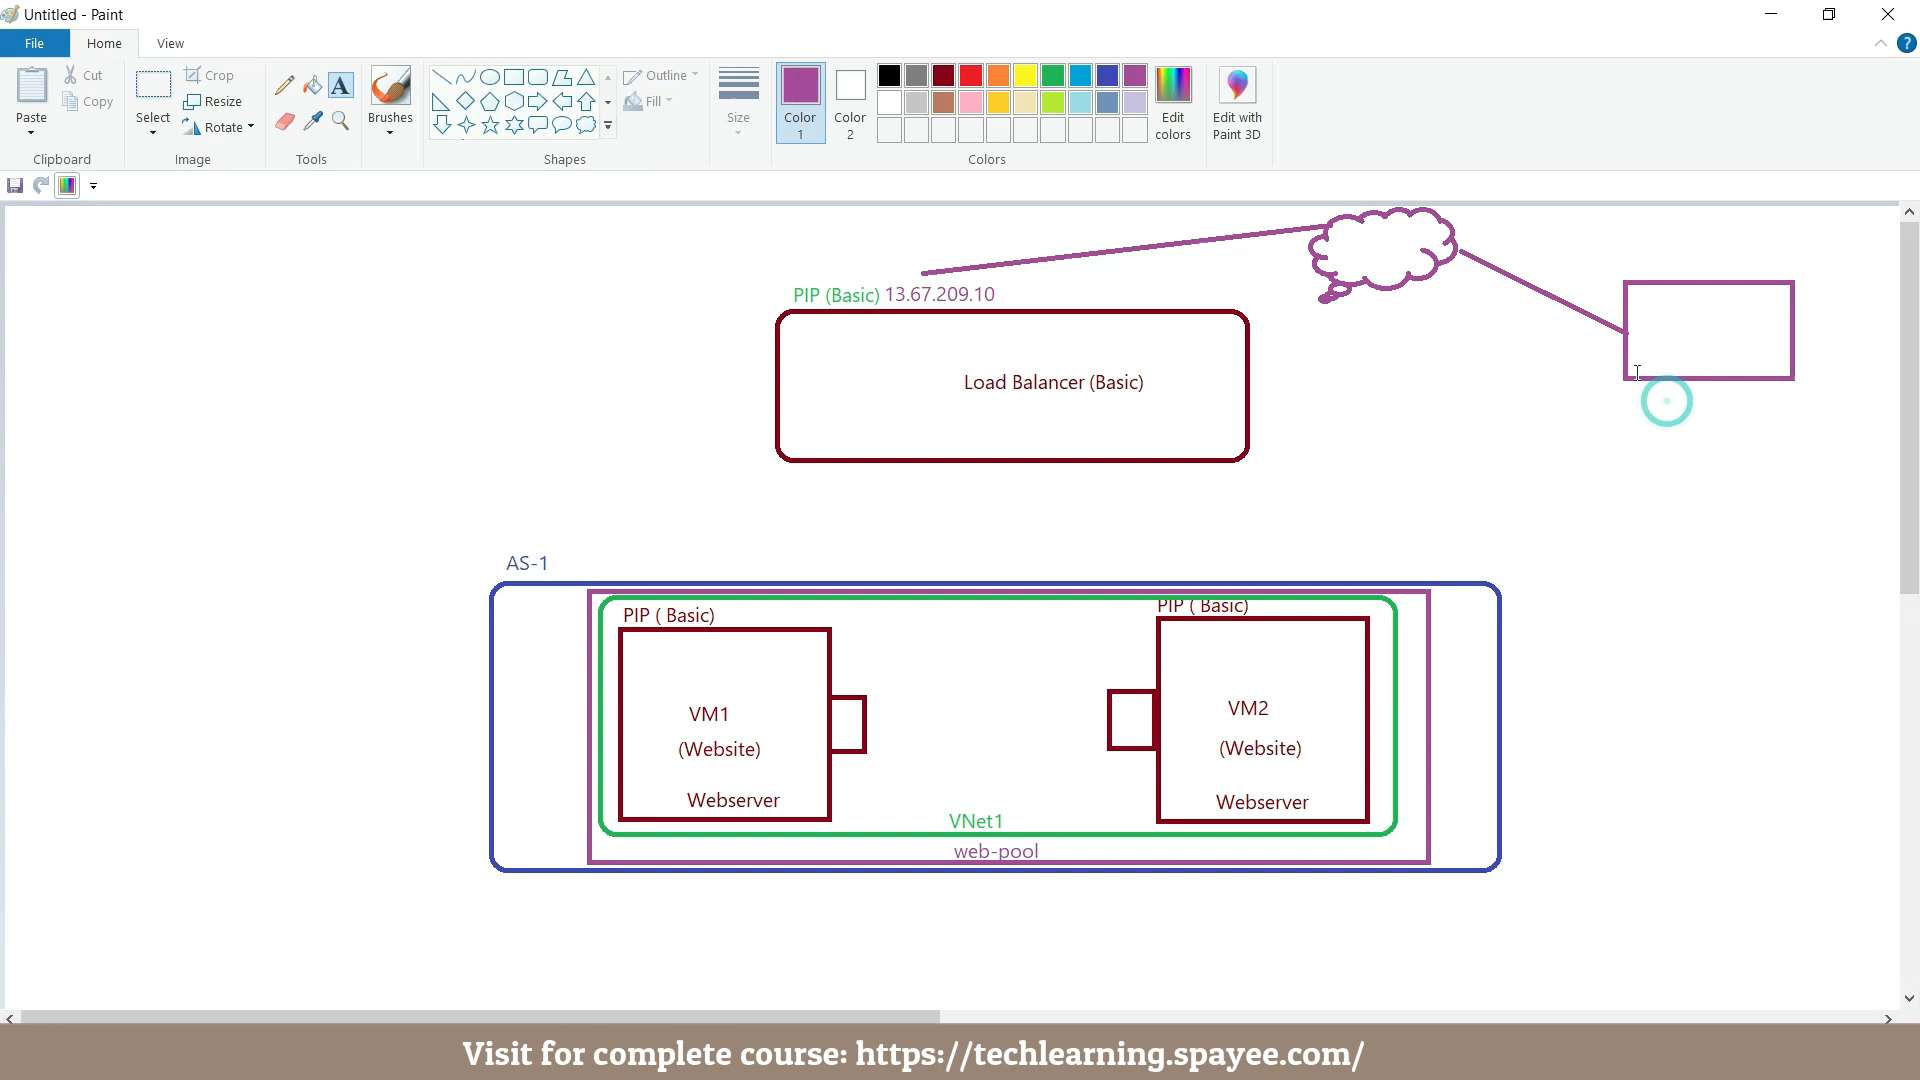 Untitled - Paint
File
Home
View
Paste
Cut
Copy
Clipboard
Select
Crop
Resize
Rotate
Image
A
Tools
Brushes
Shapes
Outline
Fill
Size
Color
1
Color
2
Colors
Edit
colors
Edit with
Paint 3D
?
PIP (Basic) 13.67.209.10
Load Balancer (Basic)
AS-1
PIP ( Basic)
PIP ( Basic)
VM1
(Website)
Webserver
VM2
(Website)
Webserver
VNet1
web-pool
Visit for complete course: https://techlearning.spayee.com/